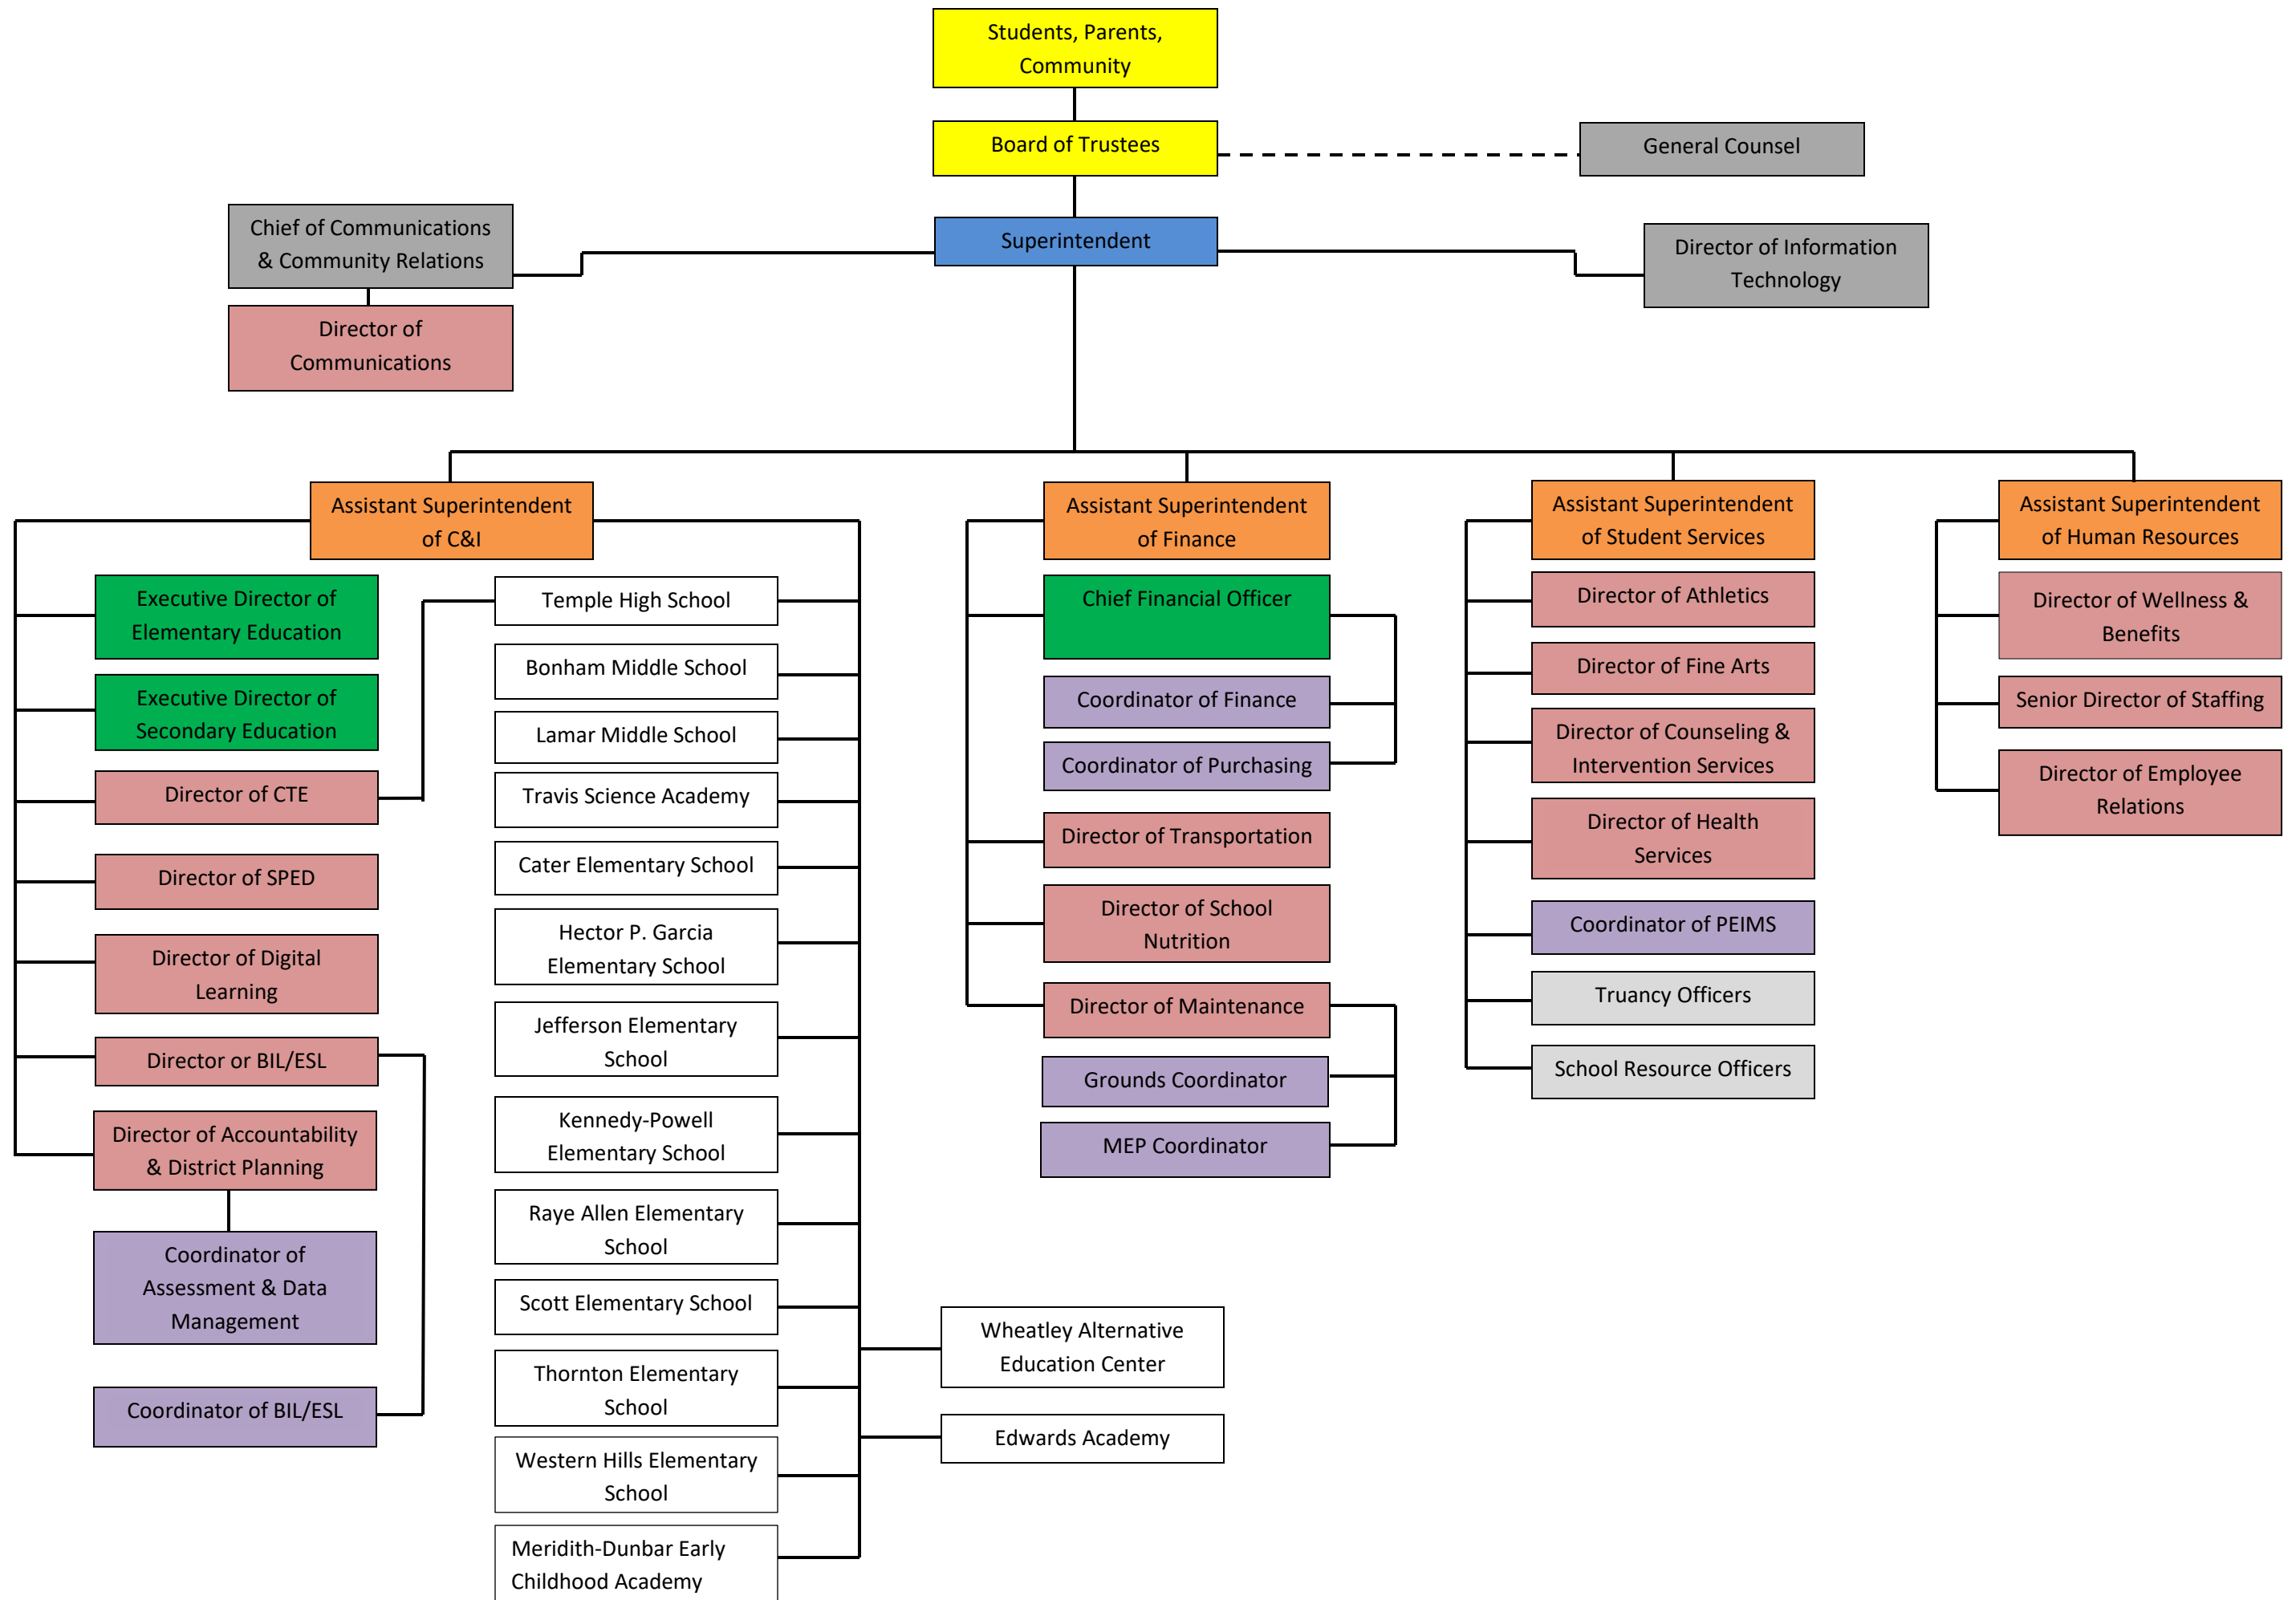 Students, Parents,
Community
Board of Trustees
General Counsel
Superintendent
Chief of Communications
& Community Relations
Director of Information
Technology
Director of
Communications
Assistant Superintendent
of C&I
Executive Director of
Elementary Education
Executive Director of
Secondary Education
Director of CTE
Director of SPED
Director of Digital
Learning
Director or BIL/ESL
Director of Accountability
& District Planning
Coordinator of
Assessment & Data
Management
Coordinator of BIL/ESL
Temple High School
Bonham Middle School
Lamar Middle School
Travis Science Academy
Cater Elementary School
Hector P. Garcia
Elementary School
Jefferson Elementary
School
Kennedy-Powell
Elementary School
Raye Allen Elementary
School
Scott Elementary School
Thornton Elementary
School
Western Hills Elementary
School
Meridith-Dunbar Early
Childhood Academy
Wheatley Alternative
Education Center
Edwards Academy
Assistant Superintendent
of Finance
Chief Financial Officer
Coordinator of Finance
Coordinator of Purchasing
Director of Transportation
Director of School
Nutrition
Director of Maintenance
Grounds Coordinator
MEP Coordinator
Assistant Superintendent
of Student Services
Director of Athletics
Director of Fine Arts
Director of Counseling &
Intervention Services
Director of Health
Services
Coordinator of PEIMS
Truancy Officers
School Resource Officers
Assistant Superintendent
of Human Resources
Director of Wellness &
Benefits
Senior Director of Staffing
Director of Employee
Relations